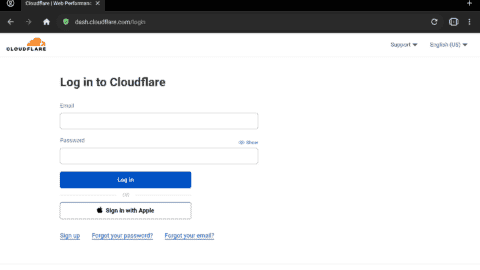 Cloudflare | Web Performanc
dash.cloudflare.com/login
CLOUDFLARE
Support
English (US)
Log in to Cloudflare
Email
Password
Show
Log in
OR
Sign in with Apple
Sign up
Forgot your password?
Forgot your email?